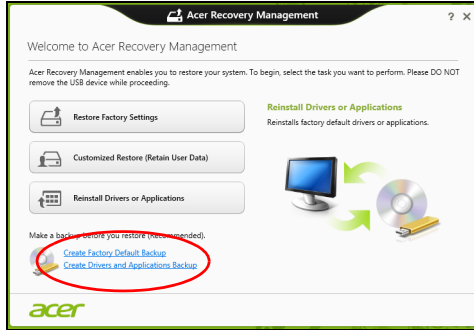 Acer Recovery Management
? X
Welcome to Acer Recovery Management
Acer Recovery Management enables you to restore your system. To begin, select the task you want to perform. Please DO NOT
remove the USB device while proceeding.
Restore Factory Settings
Customized Restore (Retain User Data)
Reinstall Drivers or Applications
Reinstall Drivers or Applications
Reinstalls factory default drivers or applications.
Make a backup before you restore (Recommended).
Create Factory Default Backup
Create Drivers and Applications Backup
acer